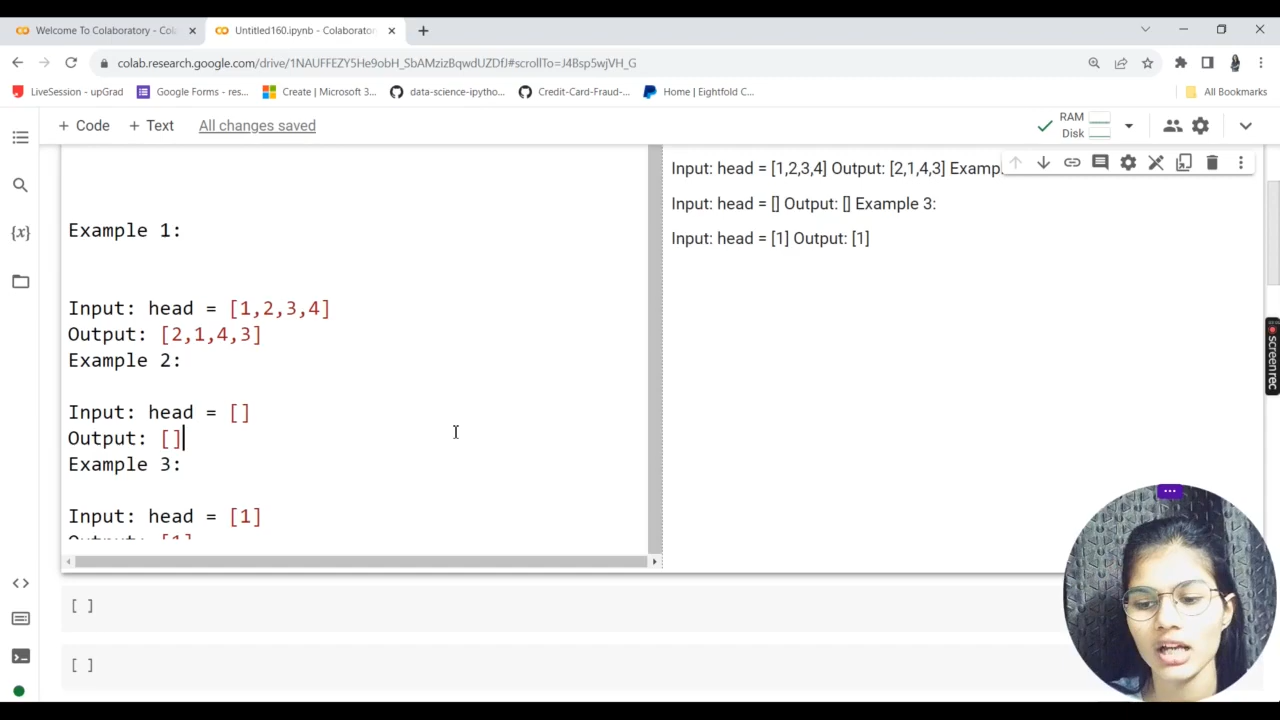 Welcome To Colaboratory - Col
Untitled160.ipynb - Colaborator
colab.research.google.com/drive/1NAUFFEZY5He9obH_SbAMzizBqwdUZDfJ#scrollTo=J4Bsp5wjVH_G
LiveSession - upGrad
Google Forms - res...
Create | Microsoft 3...
data-science-ipytho...
Credit-Card-Fraud-...
Home | Eightfold C...
All Bookmarks
+ Code
+ Text
All changes saved
RAM
Disk
Example 1:
Input: head = [1,2,3,4]
Output: [2,1,4,3]
Example 2:
Input: head = []
Output: []
Example 3:
Input: head = [1]
Output: [1]
Input: head = [1,2,3,4] Output: [2,1,4,3] Examp
Input: head = [] Output: [] Example 3:
Input: head = [1] Output: [1]
[ ]
[ ]
screenrec